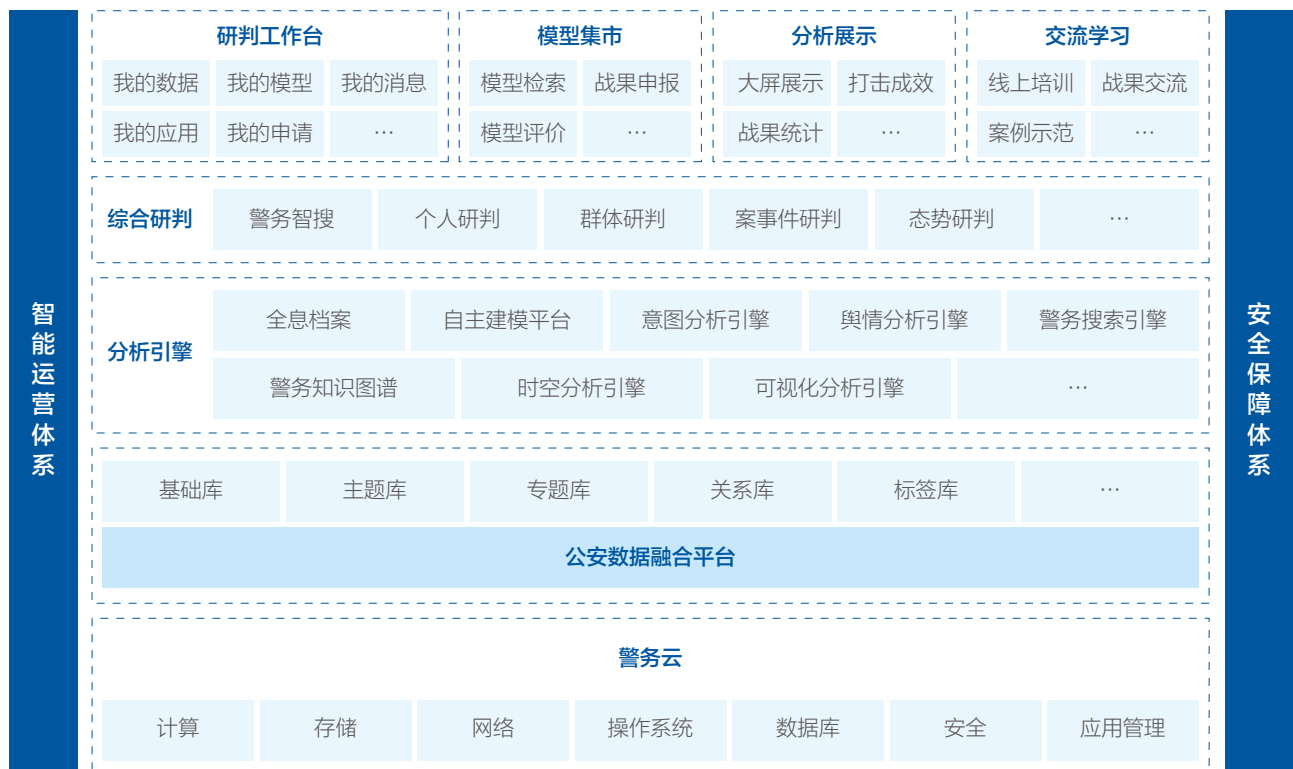 智能运营体系
研判工作台
我的数据 我的模型 我的消息
我的应用 我的申请 …
模型集市
模型检索 战果申报
模型评价 …
分析展示
大屏展示 打击成效
战果统计 …
交流学习
线上培训 战果交流
案例示范 …
综合研判 警务智搜 个人研判 群体研判 案事件研判 态势研判 …
分析引擎
全息档案 自主建模平台 意图分析引擎 舆情分析引擎 警务搜索引擎
警务知识图谱 时空分析引擎 可视化分析引擎 …
基础库 主题库 专题库 关系库 标签库 …
公安数据融合平台
警务云
计算 存储 网络 操作系统 数据库 安全 应用管理
安全保障体系